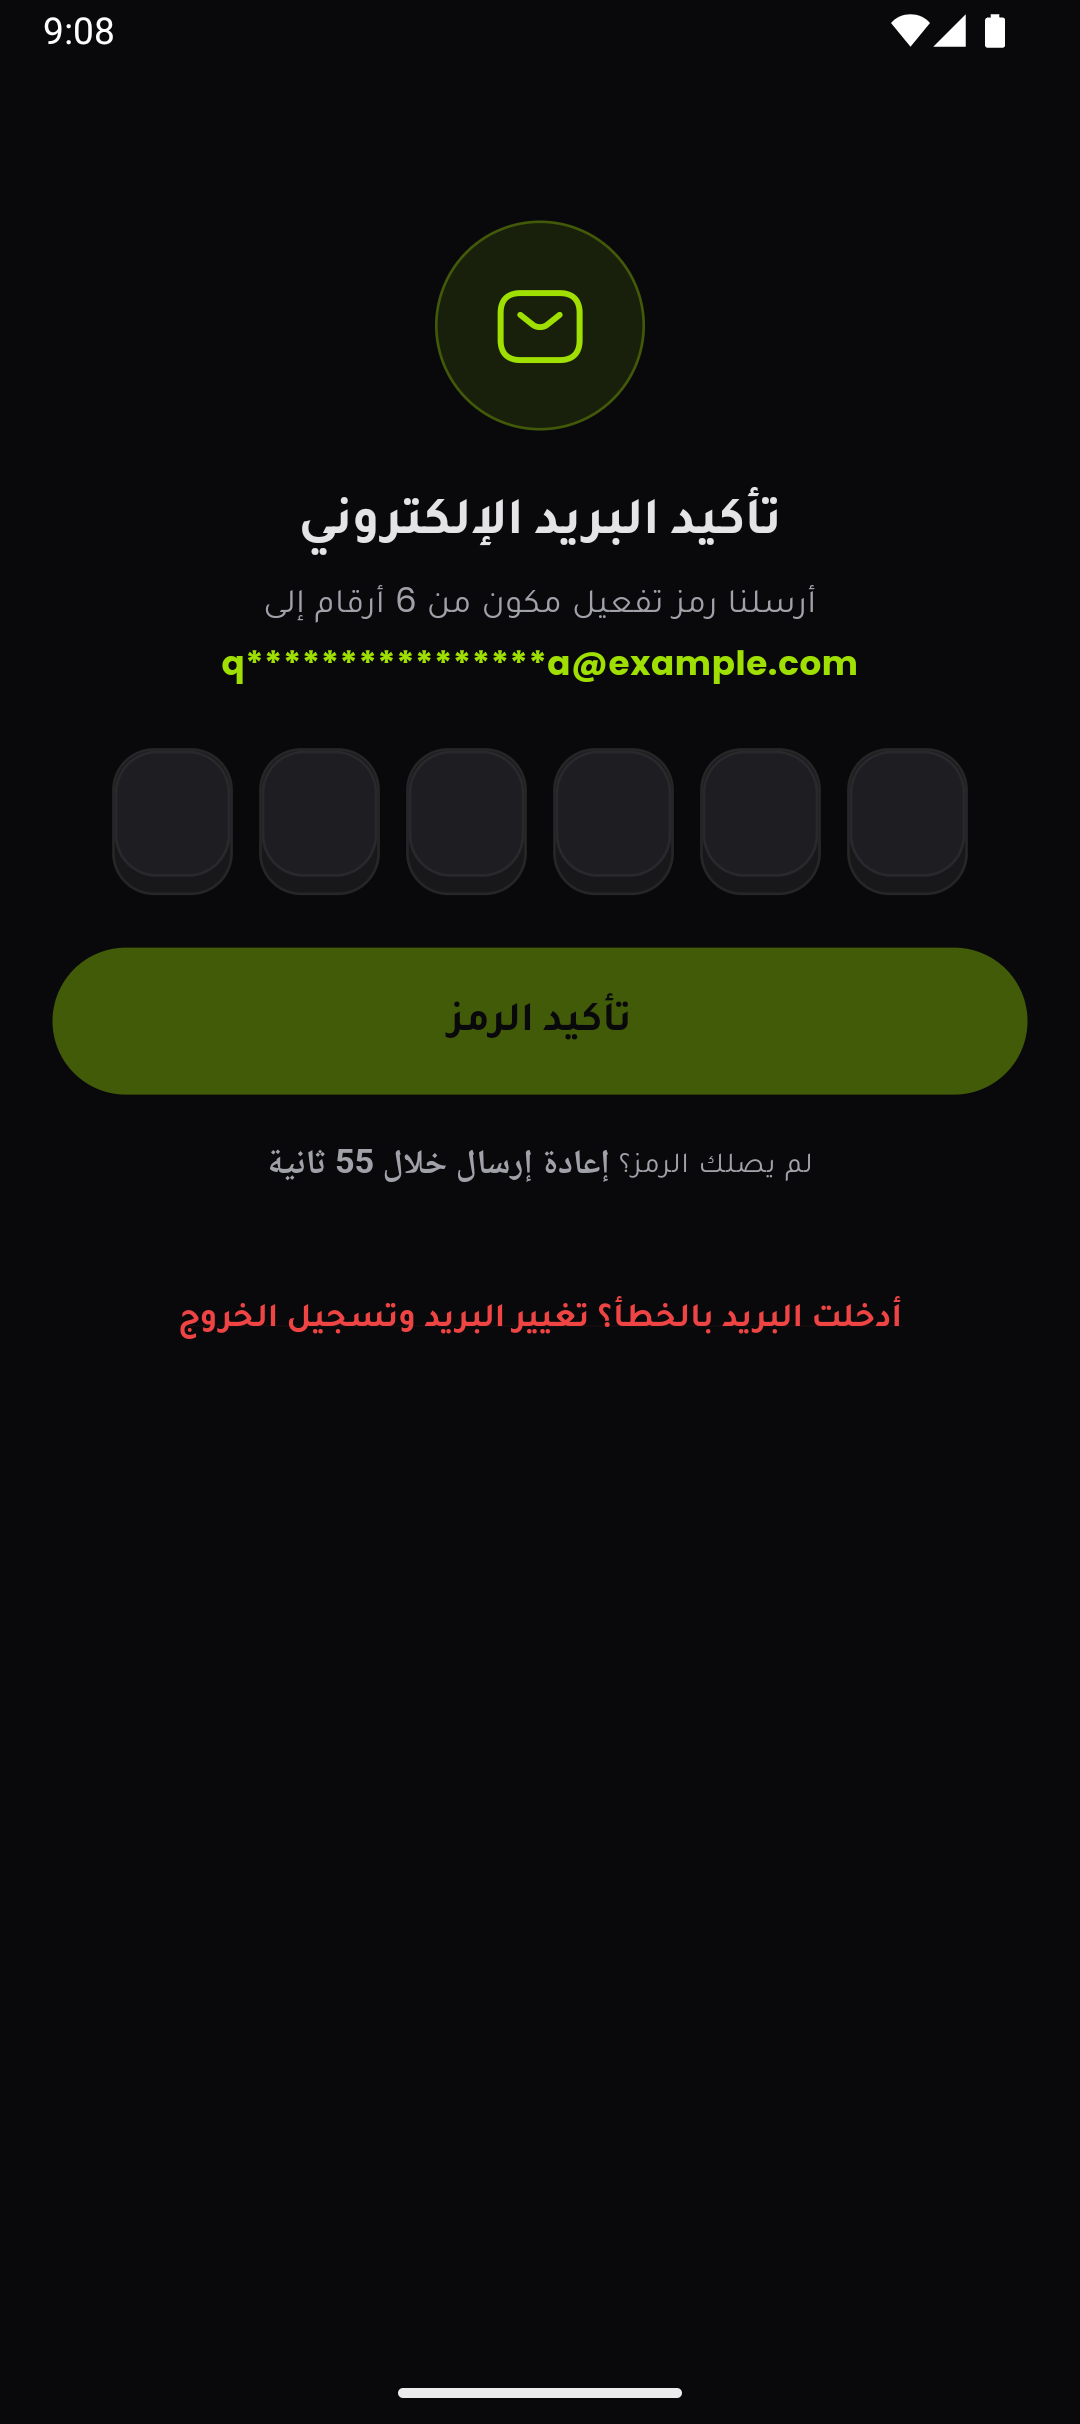 9:08
تأكيد البريد الإلكتروني
أرسلنا رمز تفعيل مكون من 6 أرقام إلى
q****************a@example.com
تأكيد الرمز
لم يصلك الرمز؟ إعادة إرسال خلال 55 ثانية
أدخلت البريد بالخطأ؟ تغيير البريد وتسجيل الخروج